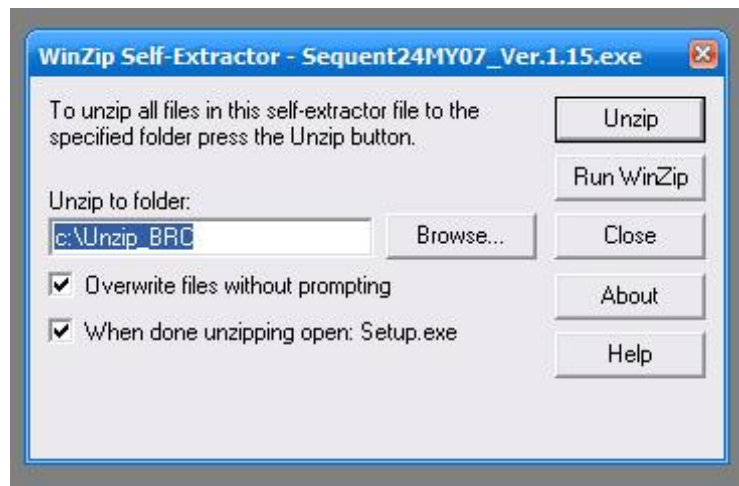 WinZip Self-Extractor - Sequent24MY07_Ver.1.15.exe
To unzip all files in this self-extractor file to the
specified folder press the Unzip button.
Unzip to folder:
c:\Unzip_BRC
Browse...
Overwrite files without prompting
When done unzipping open: Setup.exe
Unzip
Run WinZip
Close
About
Help